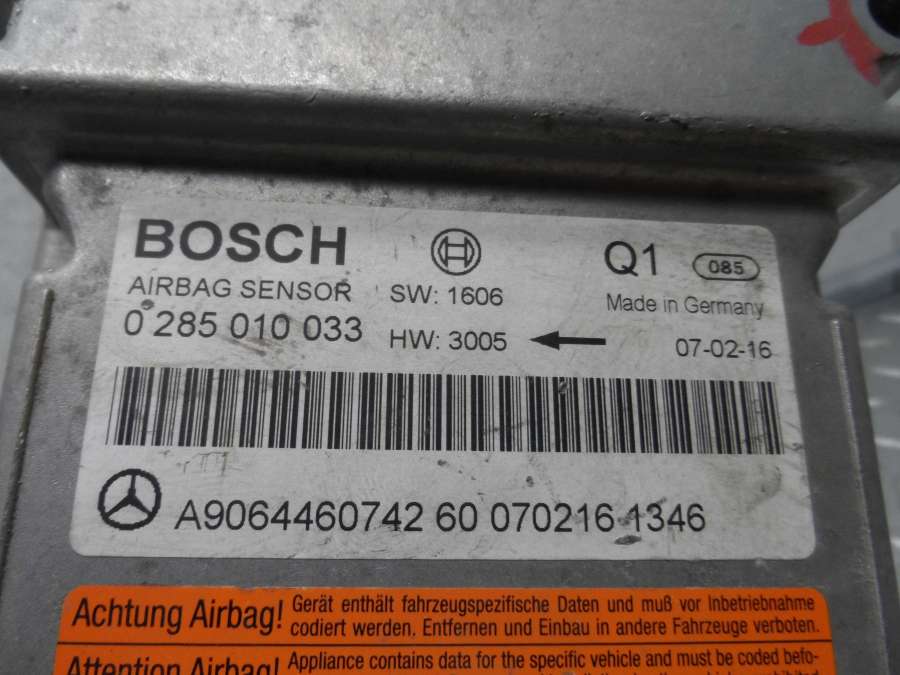 BOSCH Q1 085
AIRBAG SENSOR SW: 1606 Made in Germany
0 285 010 033 HW: 3005 07-02-16
A9064460742 60 070216 1346
Achtung Airbag! Gerät enthält fahrzeugspezifische Daten und muß vor Inbetriebnahme
codiert werden, Entfernen und Einbau in andere Fahrzeuge verboten.
Attention Airbag! Appliance contains data for the specific vehicle and must be coded befo-